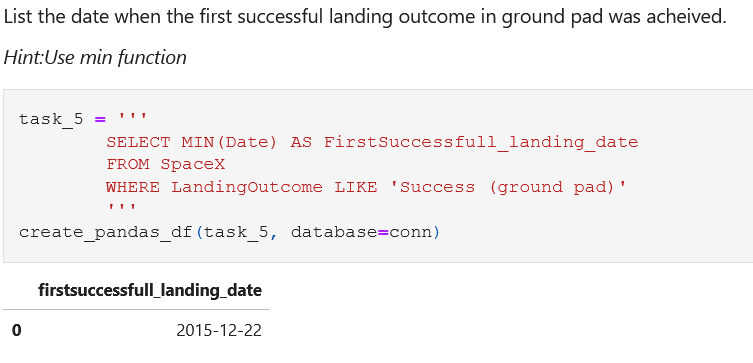 List the date when the first successful landing outcome in ground pad was acheived.
Hint:Use min function
task_5 = '''
SELECT MIN(Date) AS FirstSuccessfull_landing_date
FROM SpaceX
WHERE LandingOutcome LIKE 'Success (ground pad)'
'''
create_pandas_df(task_5, database=conn)
firstsuccessfull_landing_date
0 2015-12-22